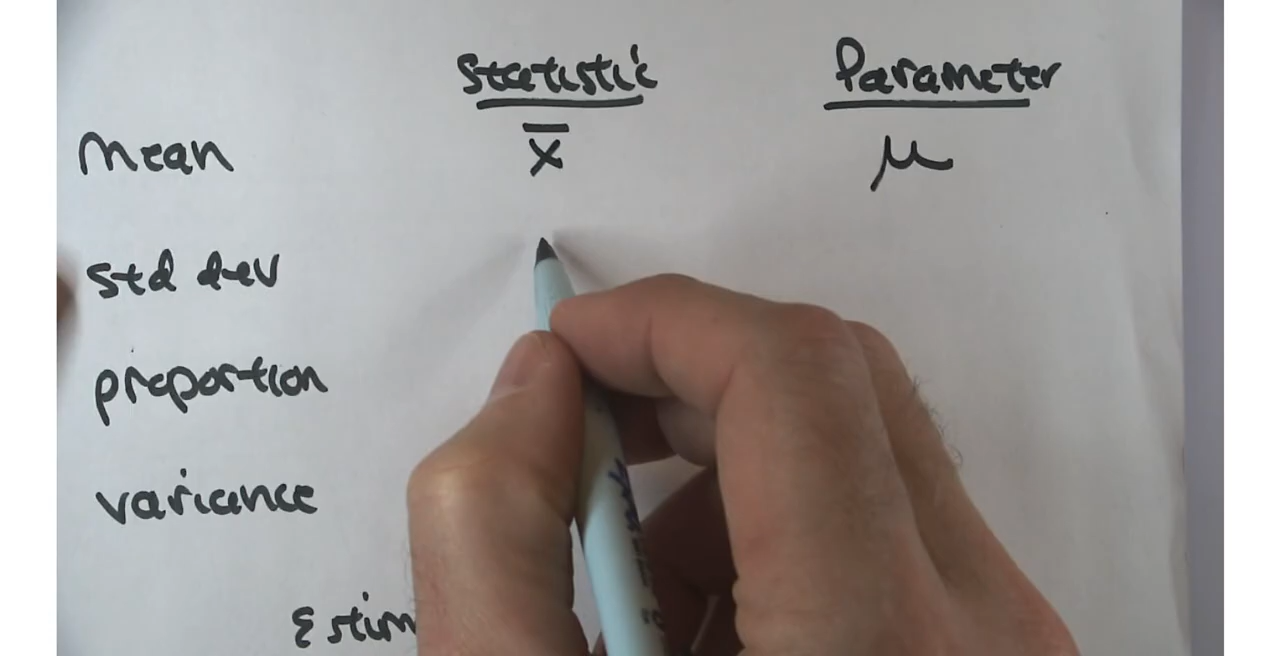 Statistic Parameter
Mean x̄ μ
std dev
proportion
variance